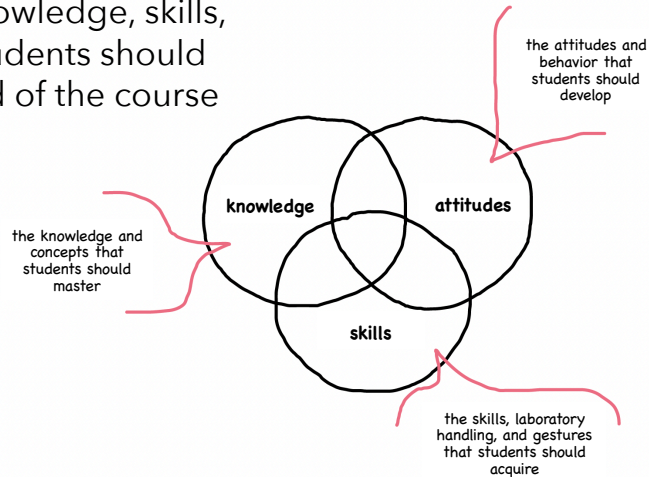 owledge, skills,
udents should
d of the course
the attitudes and
behavior that
students should
develop
knowledge
attitudes
the knowledge and
concepts that
students should
master
skills
the skills, laboratory
handling, and gestures
that students should
acquire